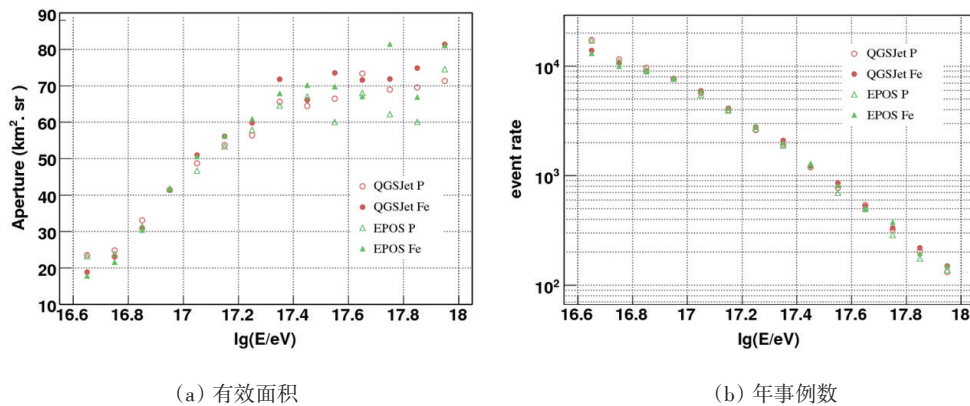 90
80
70
60
50
40
30
20
10
Aperture (km². sr)
QGSJet P
QGSJet Fe
EPOS P
EPOS Fe
16.6 16.8 17 17.2 17.4 17.6 17.8 18
lg(E/eV)
(a) 有效面积
10⁴
10³
10²
event rate
QGSJet P
QGSJet Fe
EPOS P
EPOS Fe
16.6 16.8 17 17.2 17.4 17.6 17.8 18
lg(E/eV)
(b) 年事例数